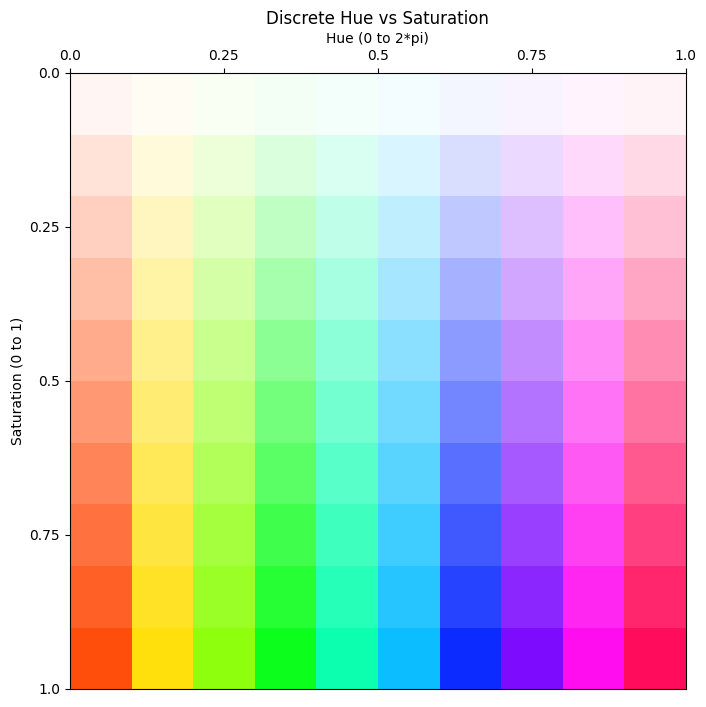 Discrete Hue vs Saturation
Hue (0 to 2*pi)
0.0 0.25 0.5 0.75 1.0
0.0
0.25
0.5
0.75
1.0
Saturation (0 to 1)